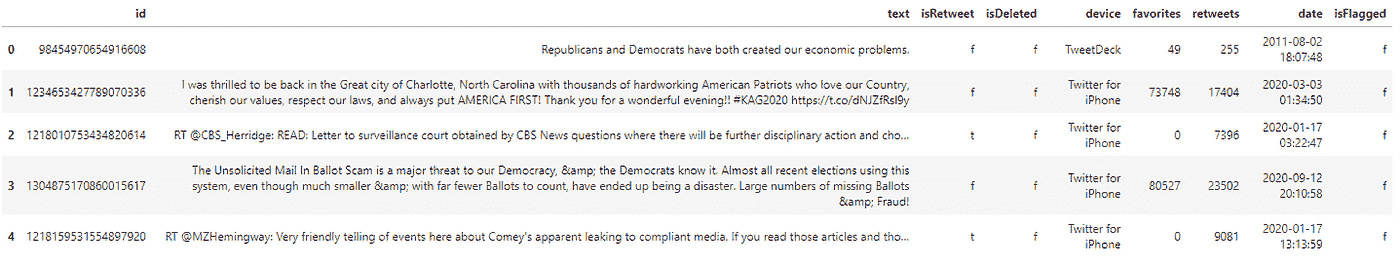 id text isRetweet isDeleted device favorites retweets date isFlagged
0 98454970654916608 Republicans and Democrats have both created our economic problems. f f TweetDeck 49 255 2011-08-02 18:07:48 f
I was thrilled to be back in the Great city of Charlotte, North Carolina with thousands of hardworking American Patriots who love our Country,
cherish our values, respect our laws, and always put AMERICA FIRST! Thank you for a wonderful evening!! #KAG2020 https://t.co/dNJZfRsl9y
1 1234653427789070336 f f Twitter for iPhone 73748 17404 2020-03-03 01:34:50 f
2 1218010753434820614 RT @CBS_Herridge: READ: Letter to surveillance court obtained by CBS News questions where there will be further disciplinary action and cho... t f Twitter for iPhone 0 7396 2020-01-17 03:22:47 f
The Unsolicited Mail In Ballot Scam is a major threat to our Democracy, &amp; the Democrats know it. Almost all recent elections using this
3 1304875170860015617 system, even though much smaller &amp; with far fewer Ballots to count, have ended up being a disaster. Large numbers of missing Ballots f f Twitter for iPhone 80527 23502 2020-09-12 20:10:58 f
&amp; Fraud!
4 1218159531554897920 RT @MZHemingway: Very friendly telling of events here about Comey's apparent leaking to compliant media. If you read those articles and tho... t f Twitter for iPhone 0 9081 2020-01-17 13:13:59 f